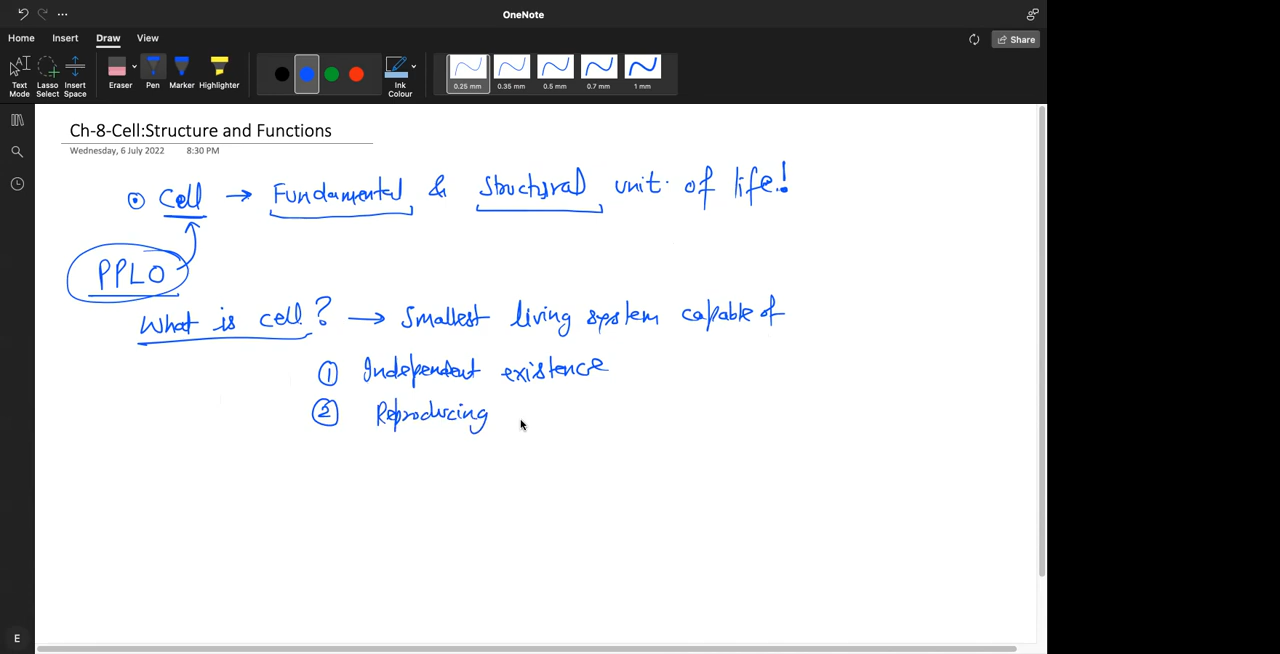 OneNote
Home Insert Draw View
Share
Text Mode Lasso Select Insert Space Eraser Pen Marker Highlighter Ink Colour 0.25 mm 0.35 mm 0.5 mm 0.7 mm 1 mm
Ch-8-Cell:Structure and Functions
Wednesday, 6 July 2022 8:30 PM
Cell → Fundamental & Structural unit of life!
PPLO
What is cell? → Smallest living system capable of
① Independent existence
② Reproducing
E